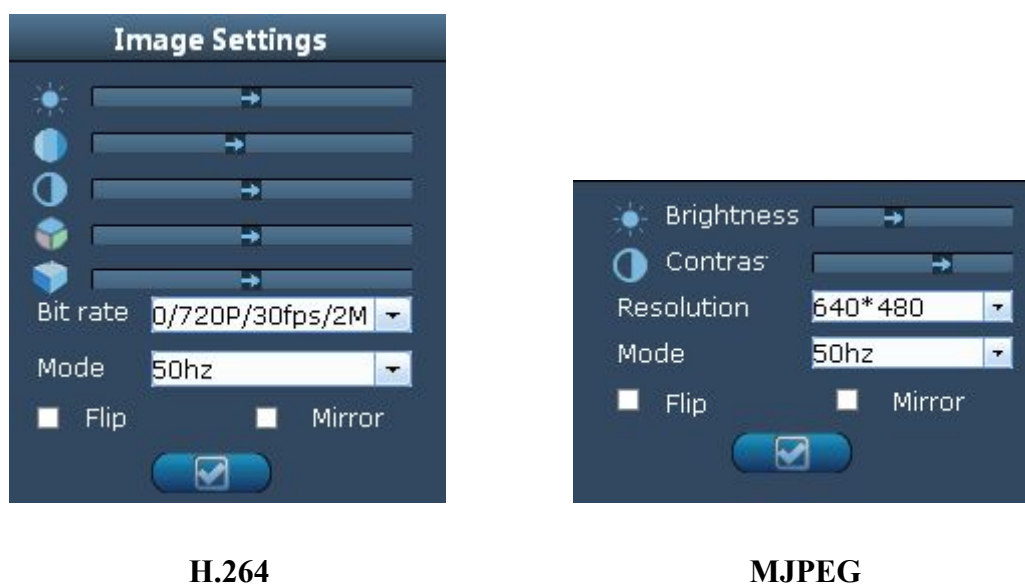 Image Settings
Bit rate 0/720P/30fps/2M
Mode 50hz
Flip Mirror
H.264
Brightness
Contras
Resolution 640*480
Mode 50hz
Flip Mirror
MJPEG